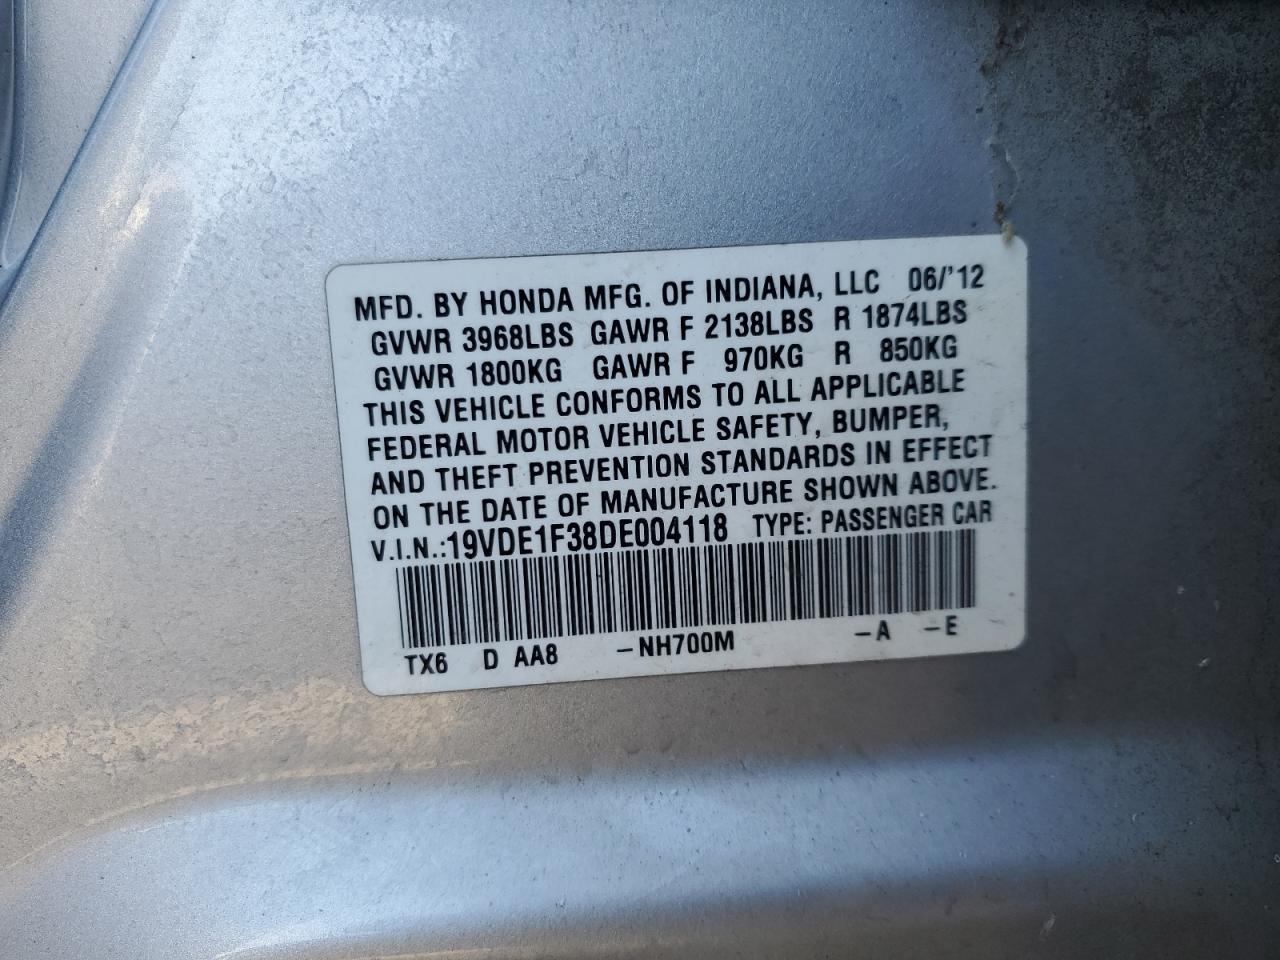 MFD. BY HONDA MFG. OF INDIANA, LLC 06/'12
GVWR 3968LBS GAWR F 2138LBS R 1874LBS
GVWR 1800KG GAWR F 970KG R 850KG
THIS VEHICLE CONFORMS TO ALL APPLICABLE
FEDERAL MOTOR VEHICLE SAFETY, BUMPER,
AND THEFT PREVENTION STANDARDS IN EFFECT
ON THE DATE OF MANUFACTURE SHOWN ABOVE.
V.I.N.:19VDE1F38DE004118 TYPE: PASSENGER CAR
TX6 D AA8 -NH700M -A -E